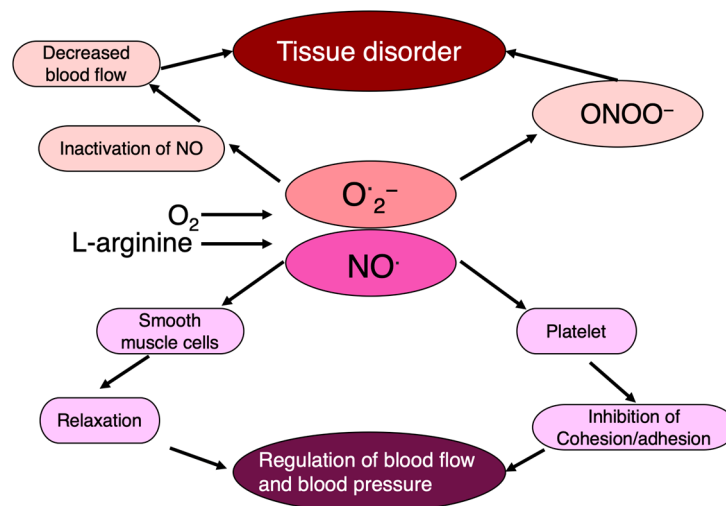 Decreased
blood flow
Tissue disorder
ONOO⁻
Inactivation of NO
O˙₂⁻
O₂
L-arginine
NO˙
Smooth
muscle cells
Platelet
Relaxation
Inhibition of
Cohesion/adhesion
Regulation of blood flow
and blood pressure